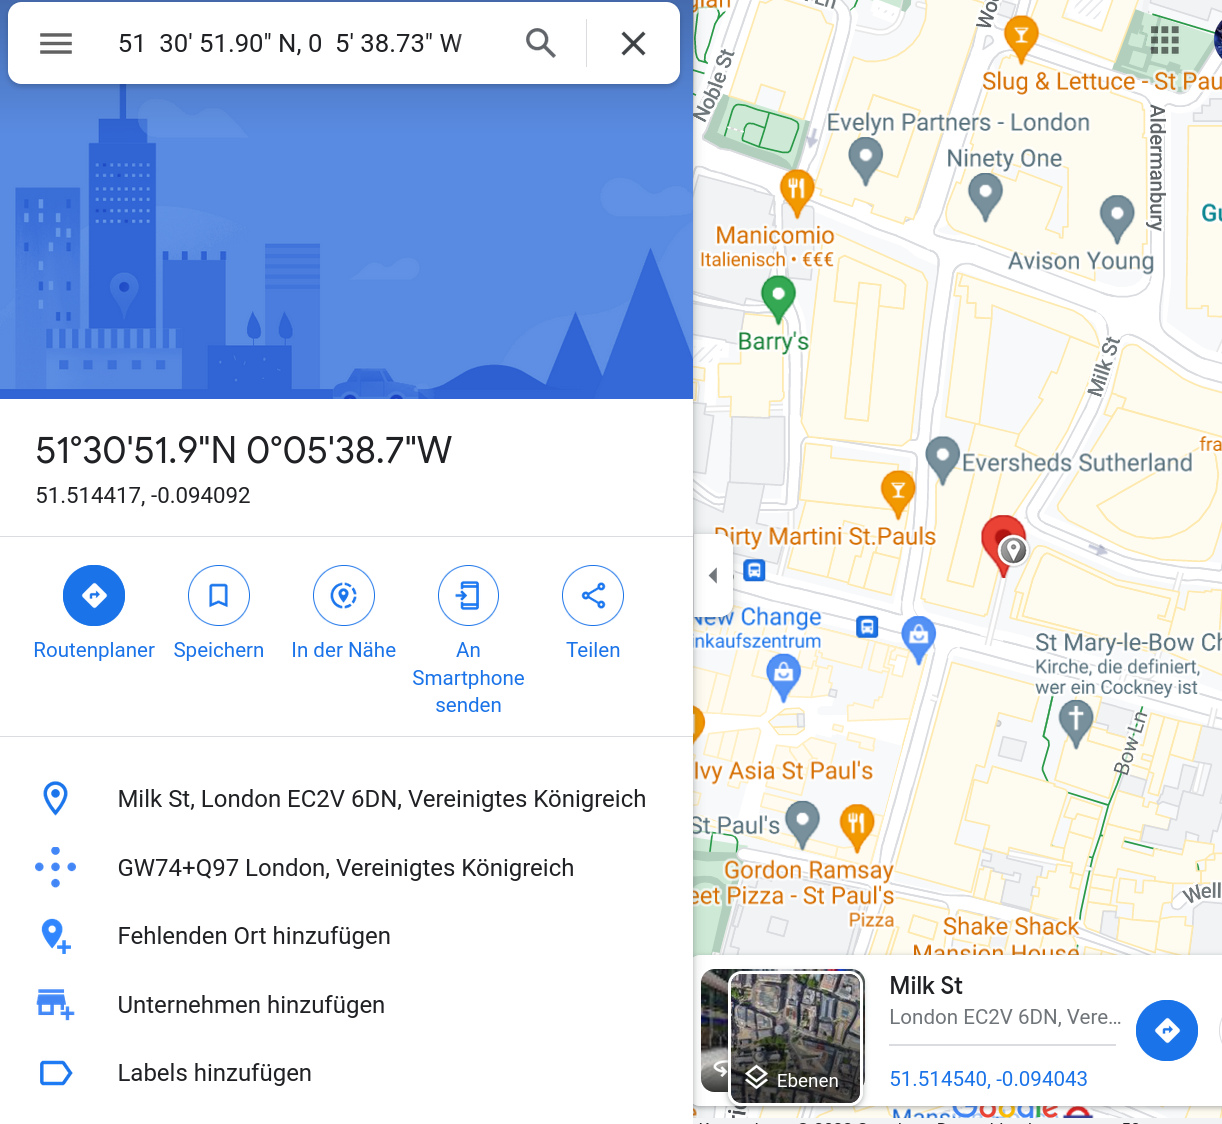 51  30' 51.90" N, 0  5' 38.73" W
51°30'51.9"N 0°05'38.7"W
51.514417, -0.094092
Routenplaner
Speichern
In der Nähe
An
Smartphone
senden
Teilen
Milk St, London EC2V 6DN, Vereinigtes Königreich
GW74+Q97 London, Vereinigtes Königreich
Fehlenden Ort hinzufügen
Unternehmen hinzufügen
Labels hinzufügen
Noble St
Slug & Lettuce - St Pau
Evelyn Partners - London
Ninety One
Aldermanbury
Manicomio
Italienisch • €€€
Avison Young
Barry's
Milk St
Eversheds Sutherland
Dirty Martini St.Pauls
New Change
nkaufszentrum
St Mary-le-Bow Ch
Kirche, die definiert,
wer ein Cockney ist
Bow-Ln
Ivy Asia St Paul's
St.Paul's
Gordon Ramsay
eet Pizza - St Paul's
Pizza
Well
Shake Shack
Mansion House
Ebenen
Milk St
London EC2V 6DN, Vere...
51.514540, -0.094043
Google